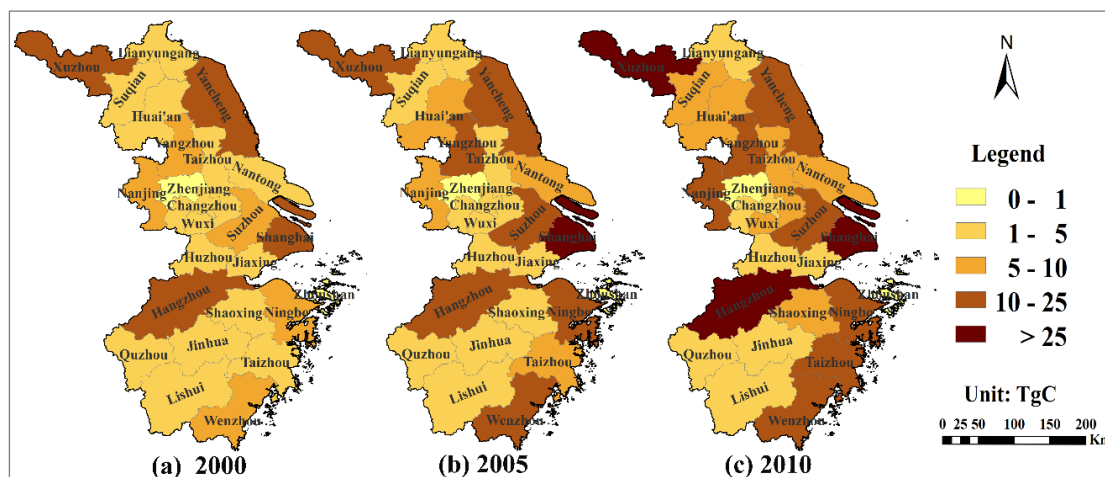 Lianyungang
Xuzhou
Suqian
Yancheng
Huai'an
Yangzhou
Taizhou
Nantong
Nanjing
Zhenjiang
Changzhou
Wuxi
Suzhou
Shanghai
Huzhou
Jiaxing
Hangzhou
Zhoushan
Shaoxing
Ningbo
Jinhua
Quzhou
Taizhou
Lishui
Wenzhou
(a) 2000
Lianyungang
Xuzhou
Suqian
Yancheng
Huai'an
Yangzhou
Taizhou
Nantong
Nanjing
Zhenjiang
Changzhou
Wuxi
Suzhou
Shanghai
Huzhou
Jiaxing
Hangzhou
Zhoushan
Shaoxing
Ningbo
Jinhua
Quzhou
Taizhou
Lishui
Wenzhou
(b) 2005
Lianyungang
Xuzhou
Suqian
Yancheng
Huai'an
Yangzhou
Taizhou
Nantong
Nanjing
Zhenjiang
Changzhou
Wuxi
Suzhou
Shanghai
Huzhou
Jiaxing
Hangzhou
Zhoushan
Shaoxing
Ningbo
Jinhua
Quzhou
Taizhou
Lishui
Wenzhou
(c) 2010
N
Legend
0 - 1
1 - 5
5 - 10
10 - 25
> 25
Unit: TgC
0 25 50 100 150 200
Km